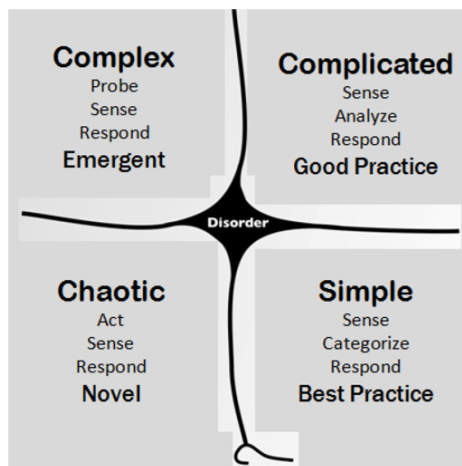 Complex
Probe
Sense
Respond
Emergent
Complicated
Sense
Analyze
Respond
Good Practice
Disorder
Chaotic
Act
Sense
Respond
Novel
Simple
Sense
Categorize
Respond
Best Practice